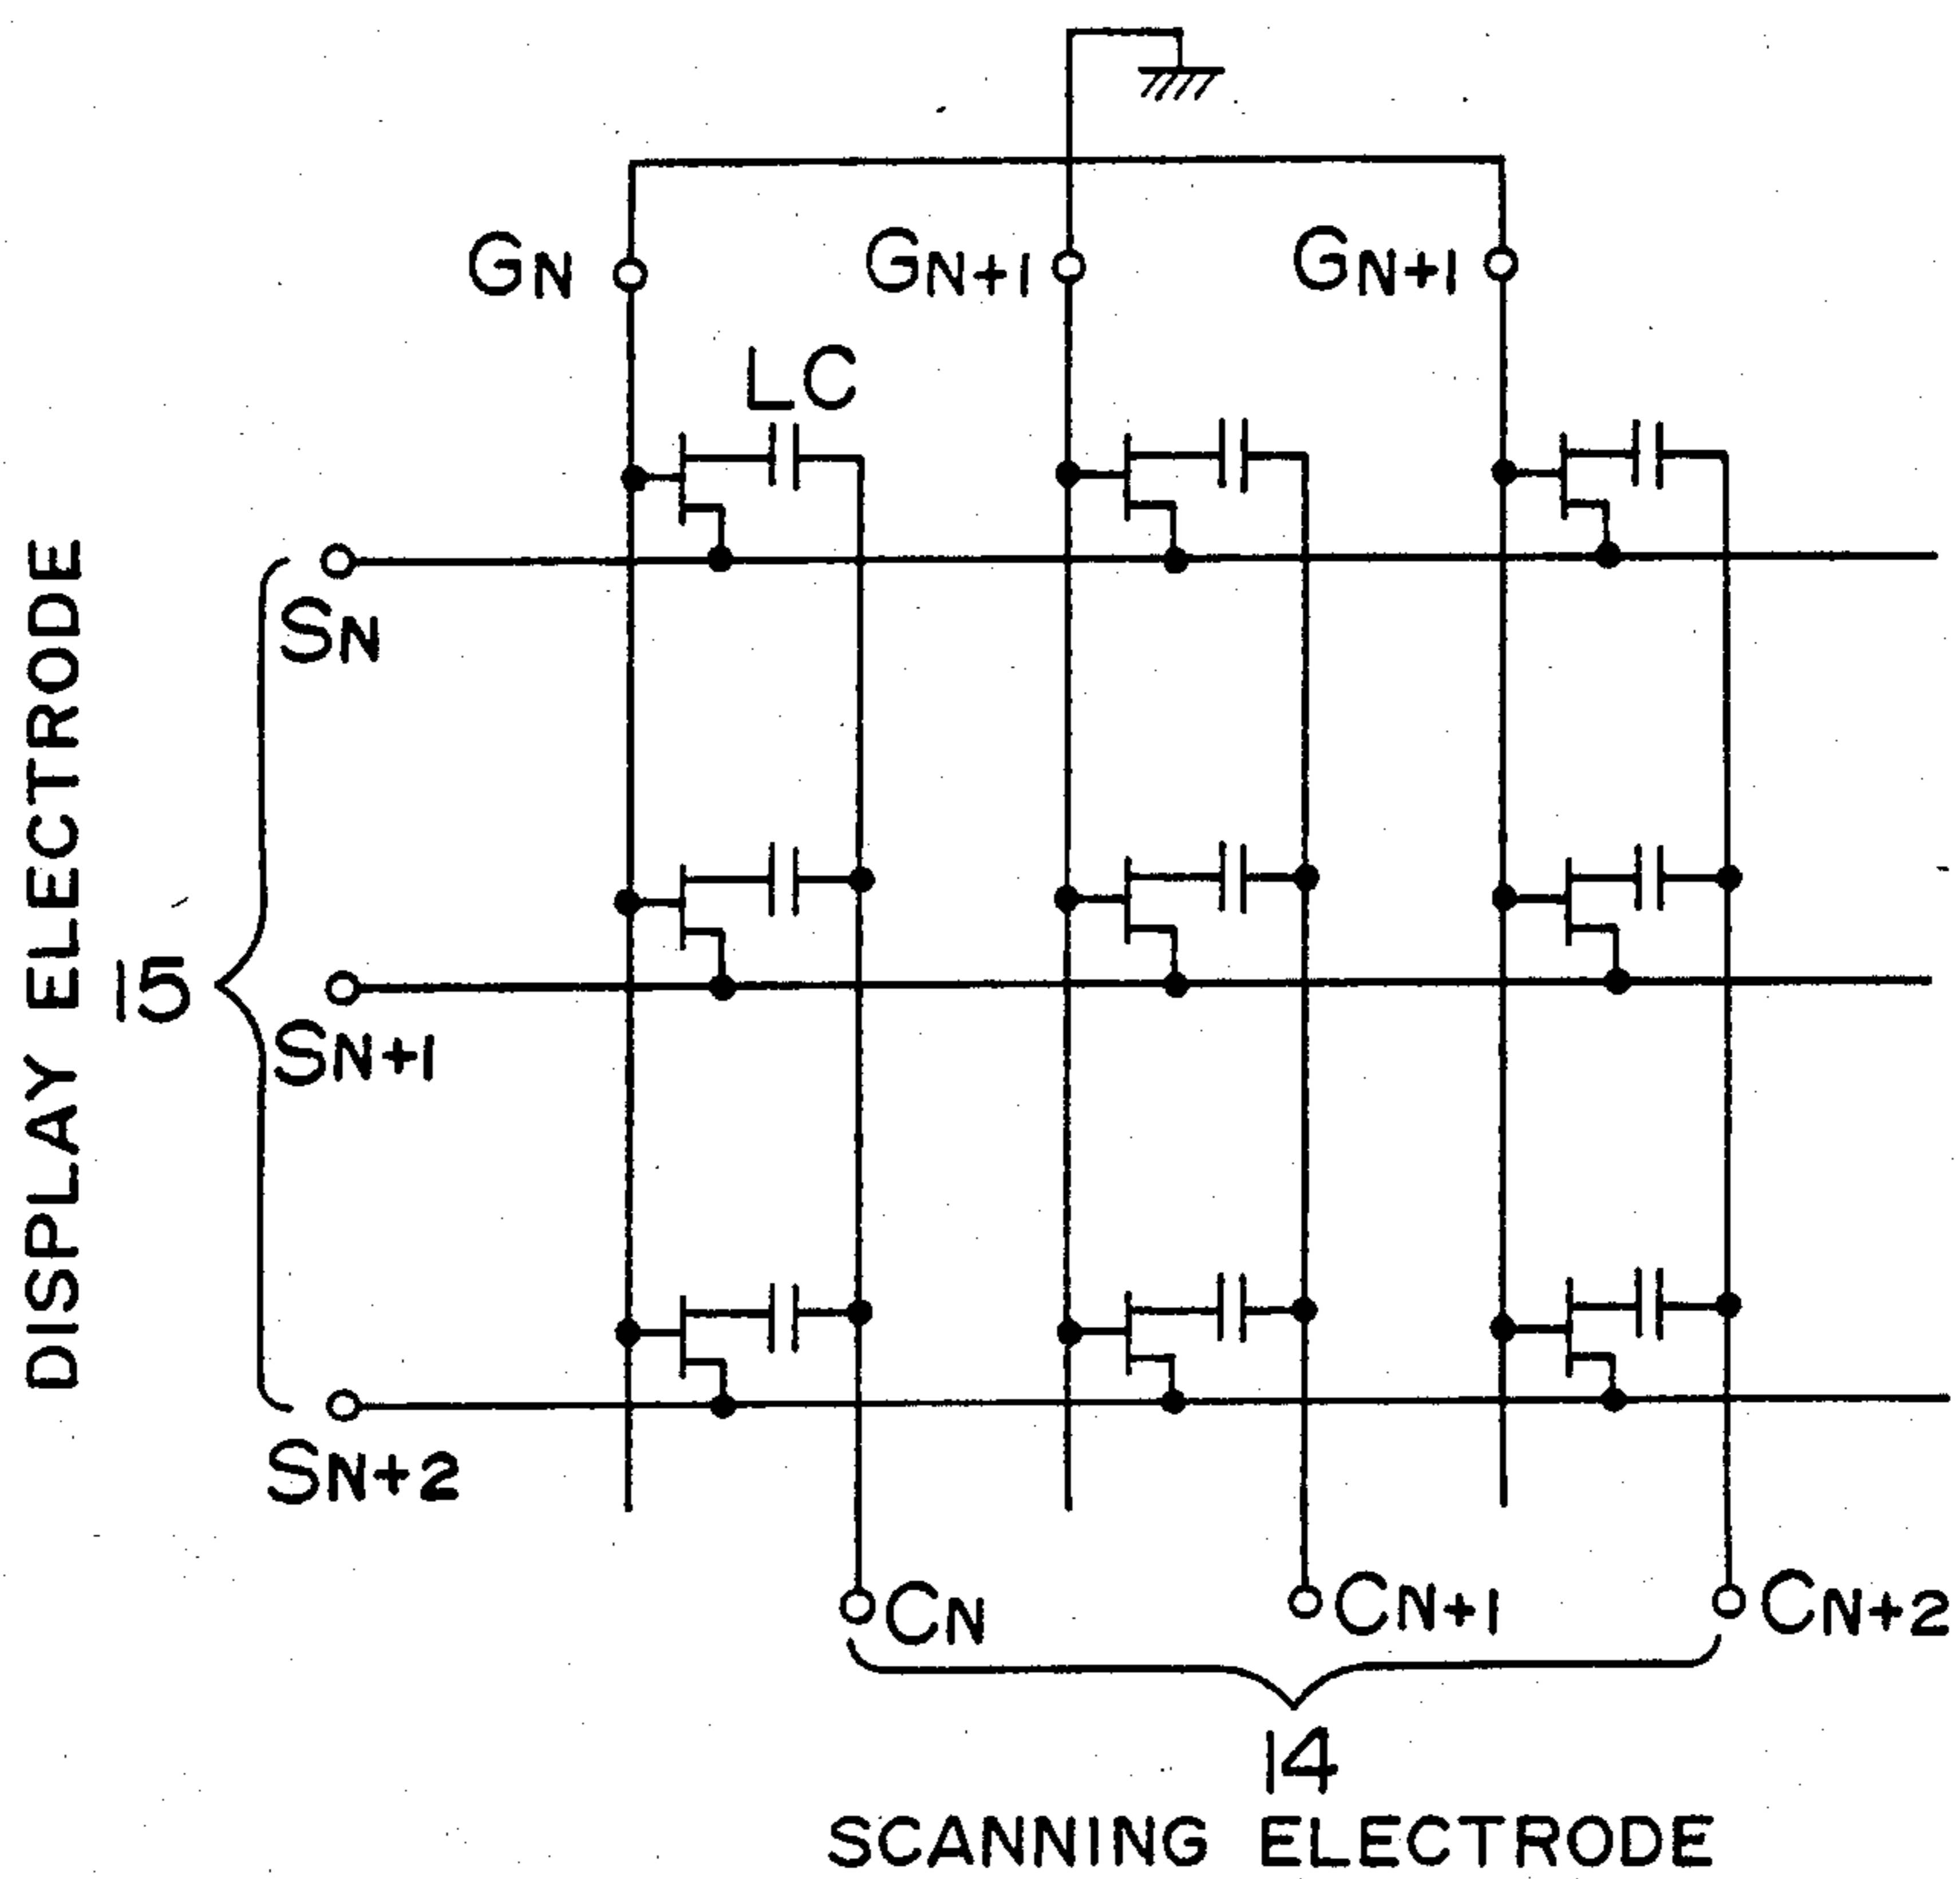 GN
GN+1
GN+1
LC
SN
DISPLAY ELECTRODE
15
SN+1
SN+2
CN
CN+1
CN+2
14
SCANNING ELECTRODE